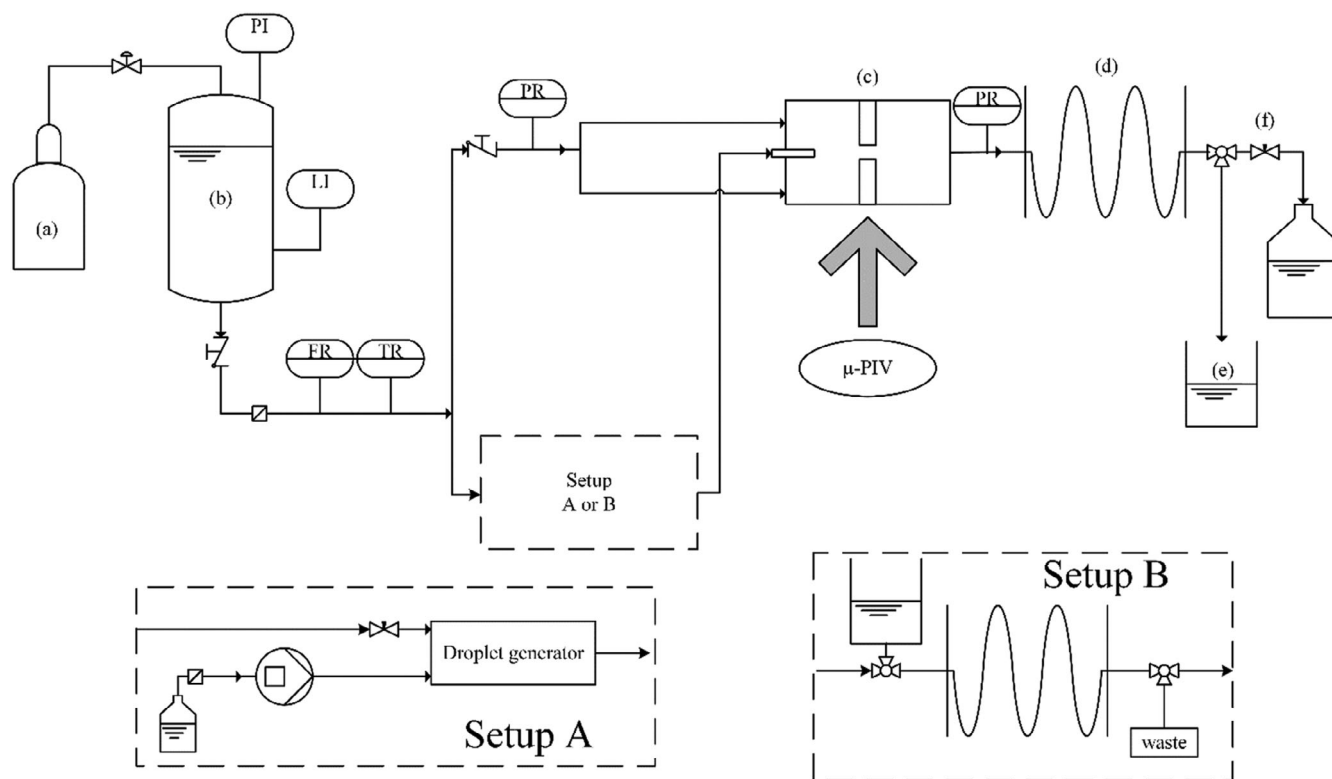 PI
(a)
(b)
LI
FR
TR
PR
(c)
PR
(d)
(f)
(e)
μ-PIV
Setup
A or B
Droplet generator
Setup A
Setup B
waste